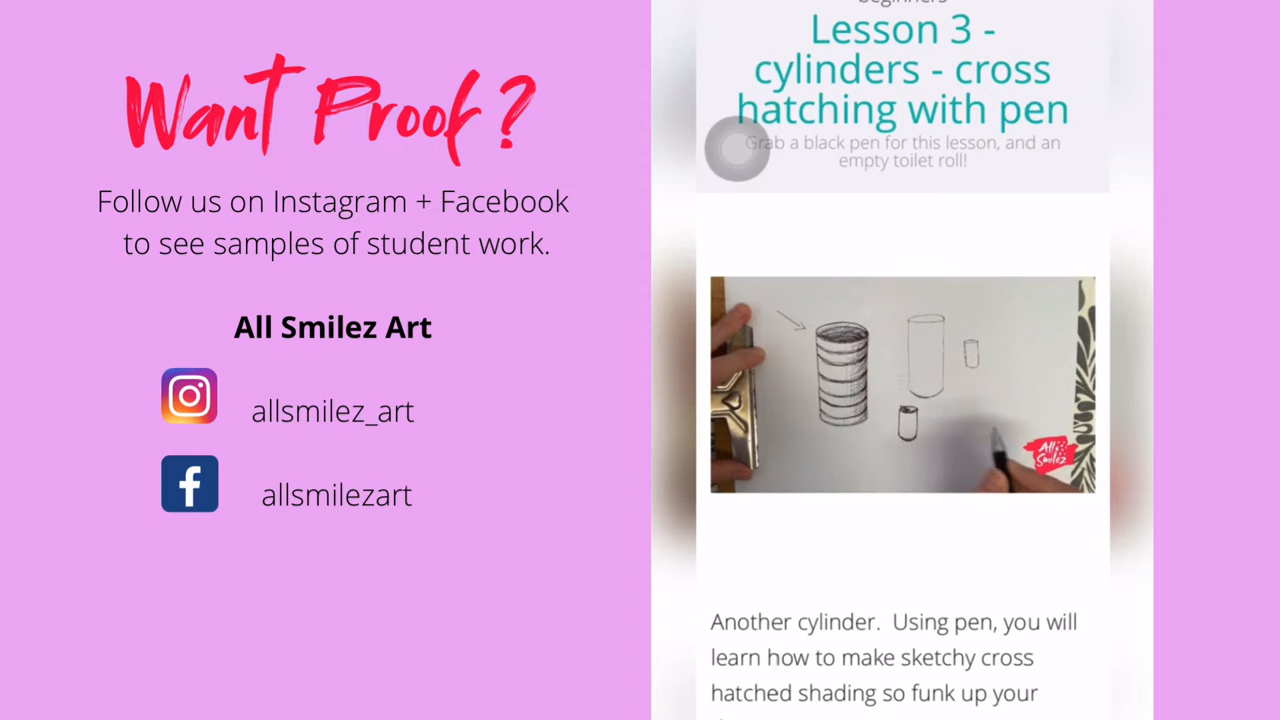 Want Proof?
Follow us on Instagram + Facebook
to see samples of student work.
All Smilez Art
allsmilez_art
allsmilezart
beginners
Lesson 3 -
cylinders - cross
hatching with pen
Grab a black pen for this lesson, and an
empty toilet roll!
All
Smilez
Another cylinder. Using pen, you will
learn how to make sketchy cross
hatched shading so funk up your